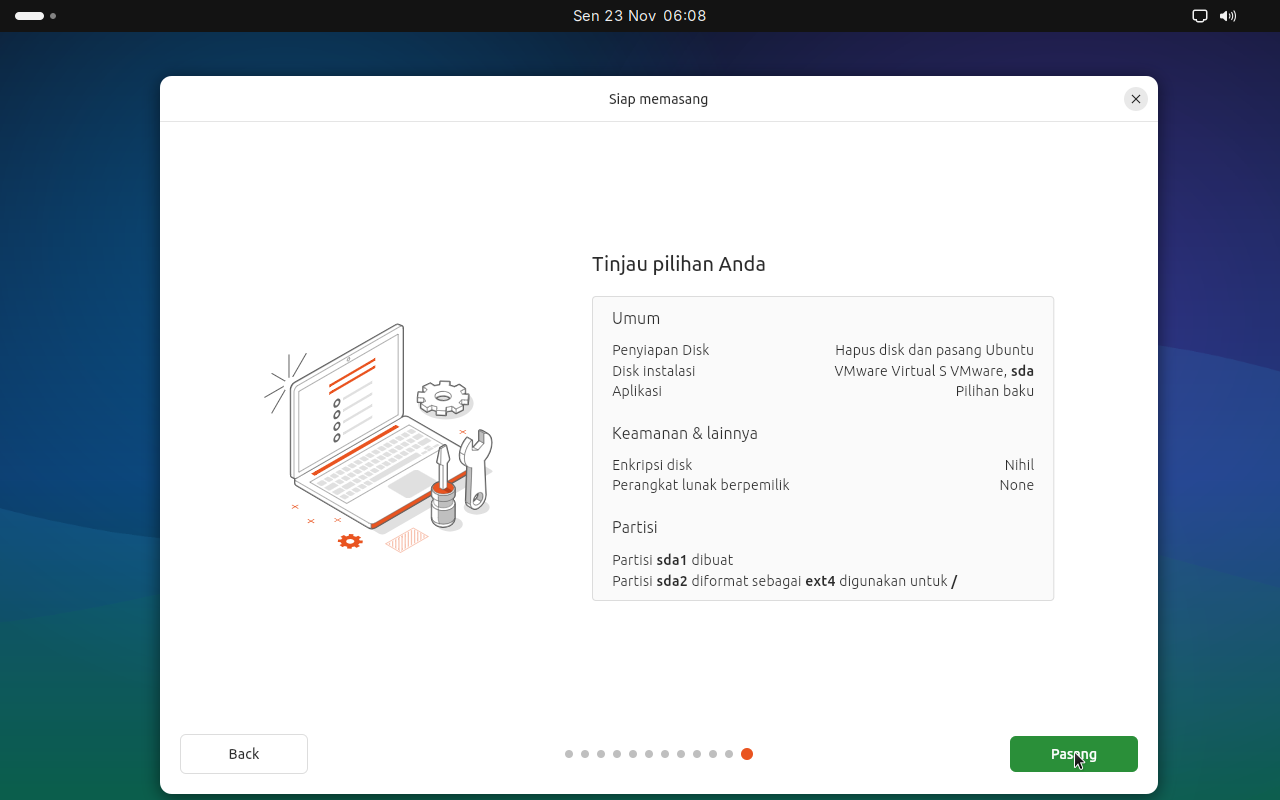 Sen 23 Nov 06:08
Siap memasang
Tinjau pilihan Anda
Umum
Penyiapan Disk Hapus disk dan pasang Ubuntu
Disk instalasi VMware Virtual S VMware, sda
Aplikasi Pilihan baku
Keamanan & lainnya
Enkripsi disk Nihil
Perangkat lunak berpemilik None
Partisi
Partisi sda1 dibuat
Partisi sda2 diformat sebagai ext4 digunakan untuk /
Back
Pasang